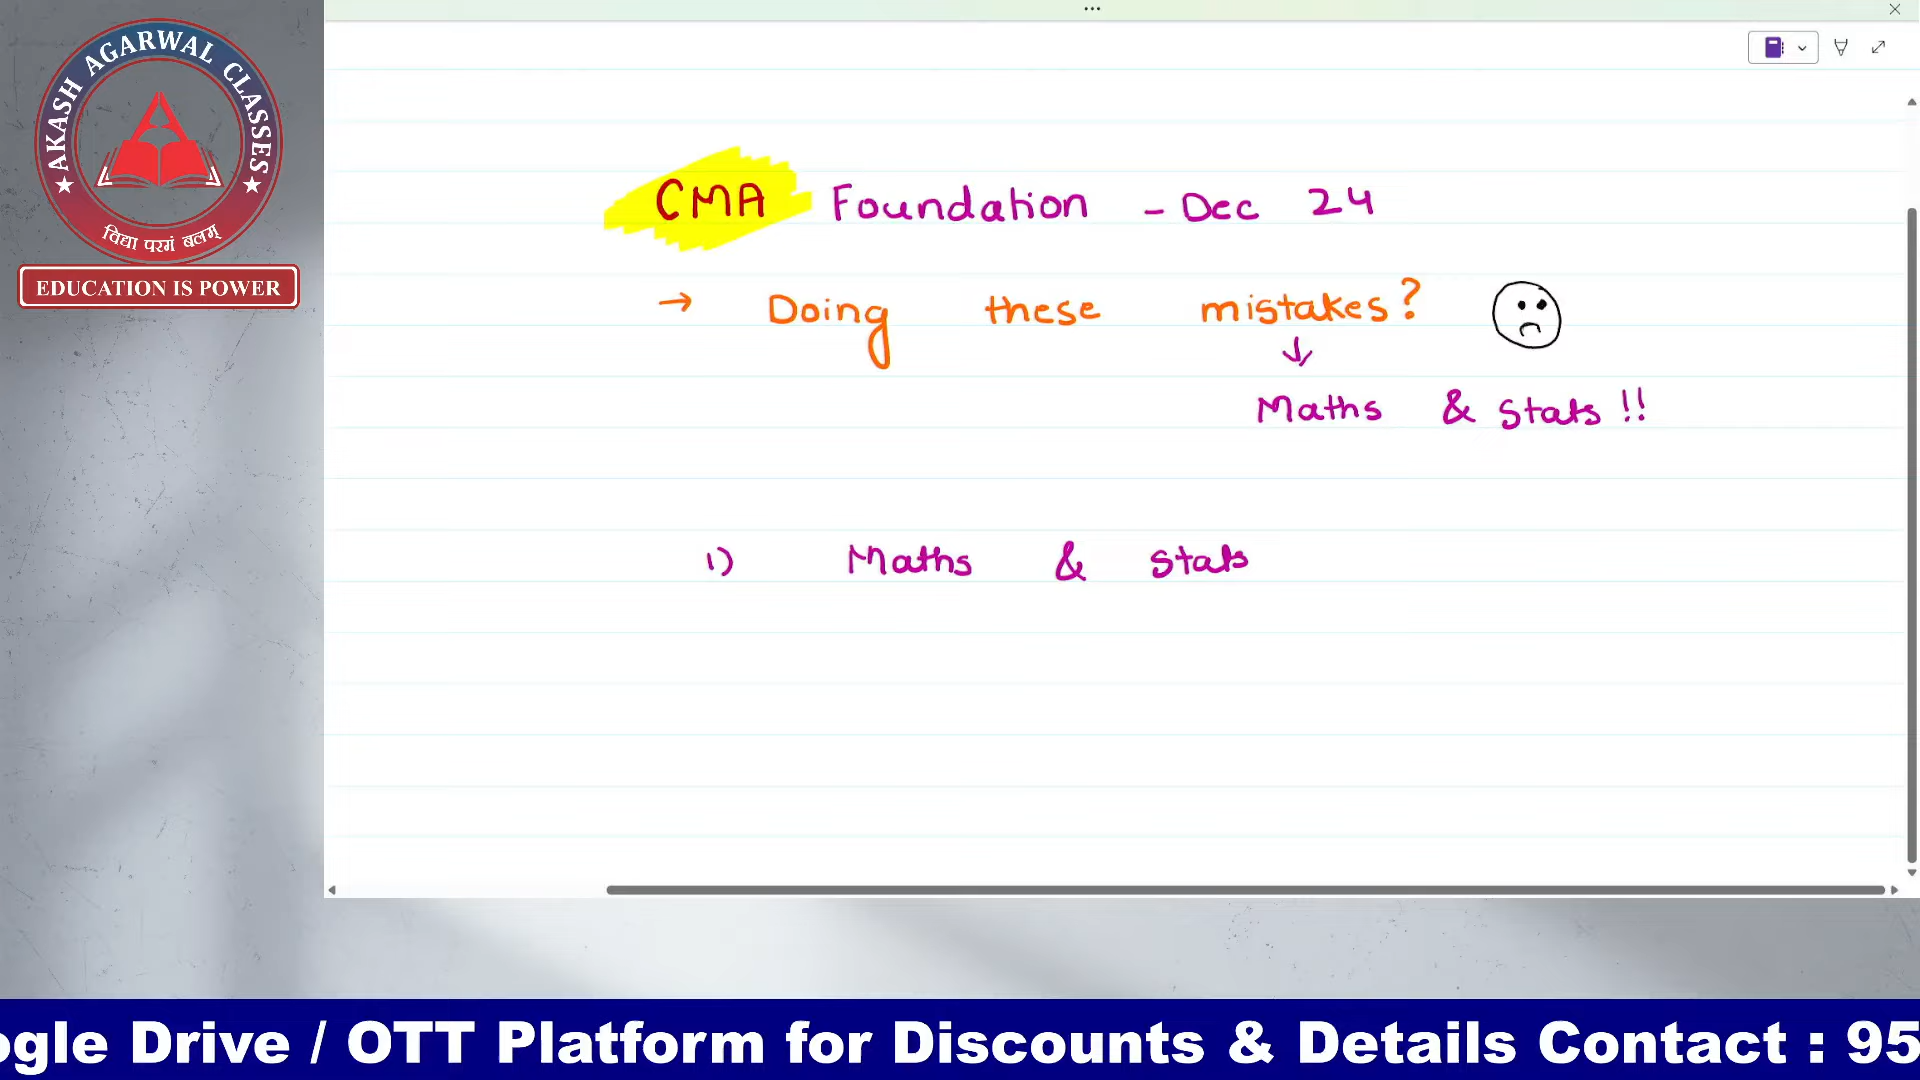 AKASH AGARWAL CLASSES
विद्या परमं बलम्
EDUCATION IS POWER
CMA Foundation - Dec 24
→ Doing these mistakes?
↓
Maths & Stats !!
1) Maths & Stats
ogle Drive / OTT Platform for Discounts & Details Contact : 95